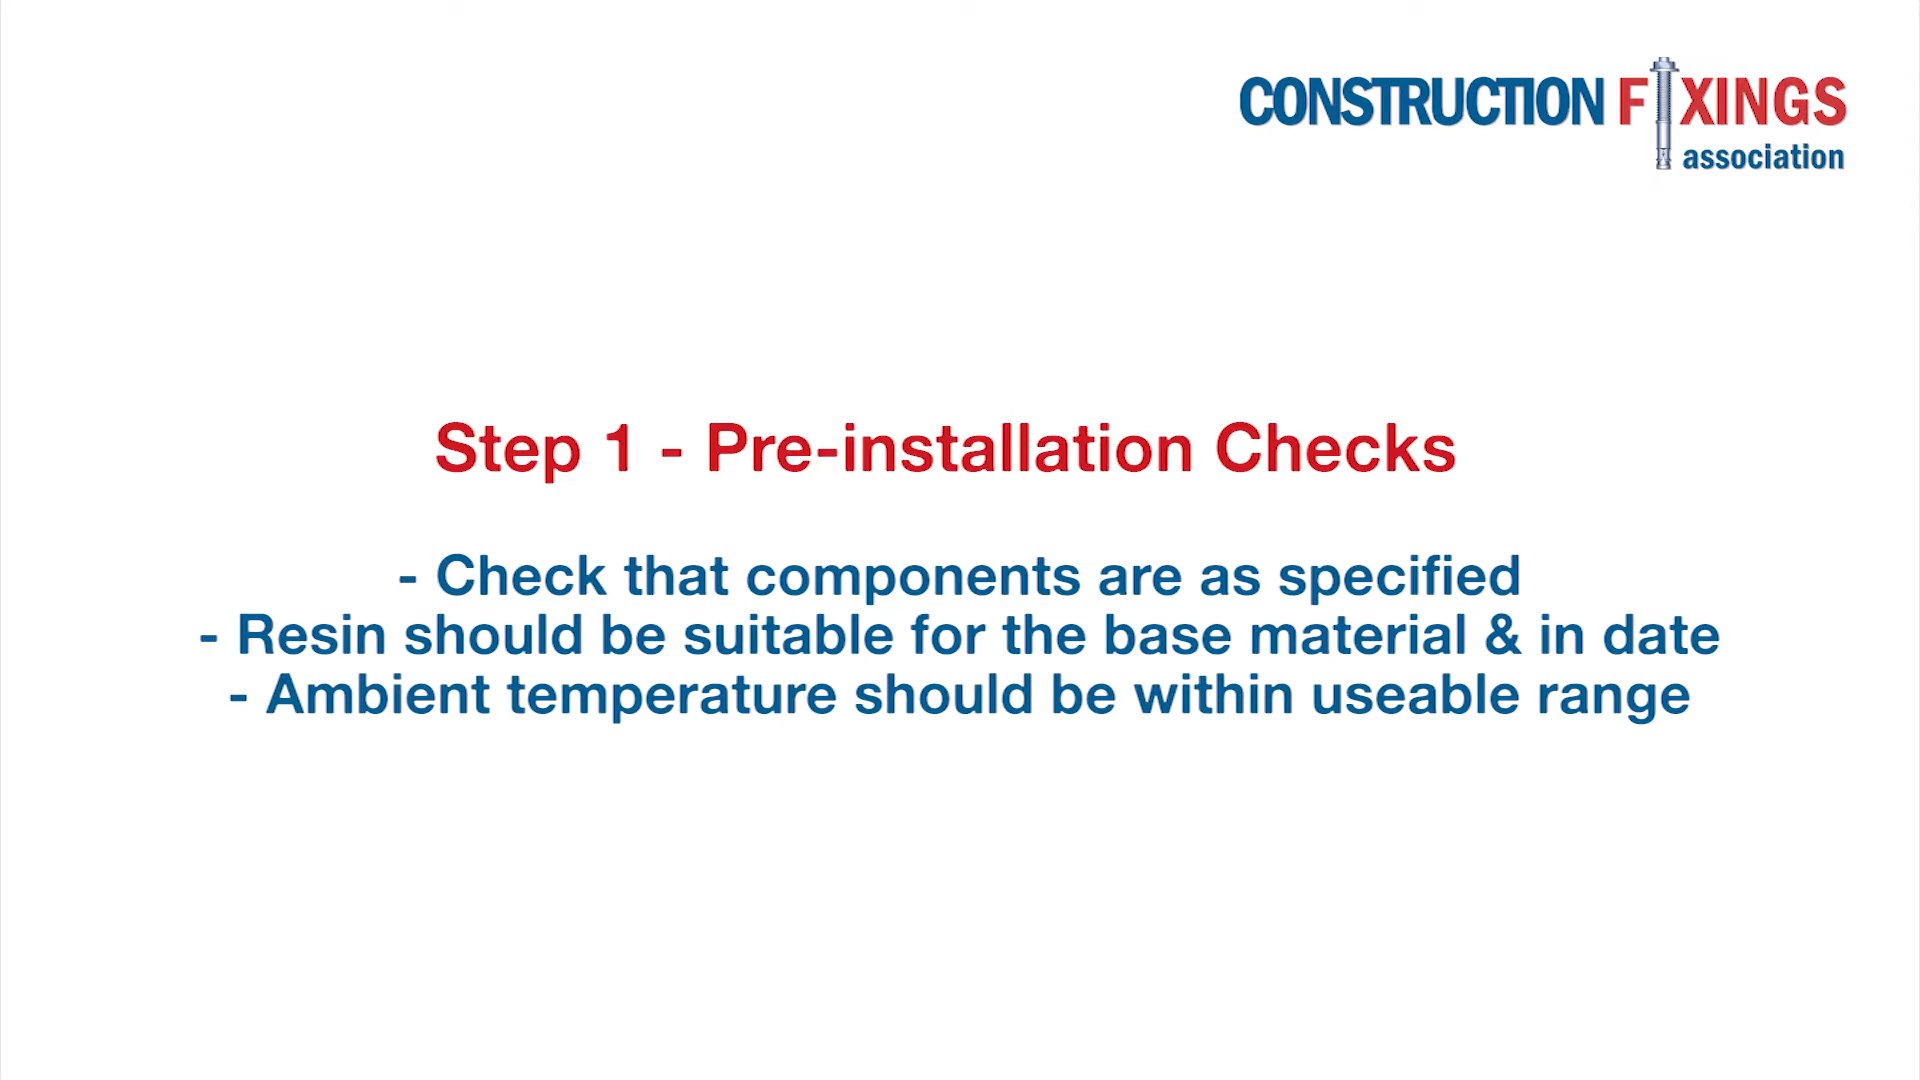 CONSTRUCTION FIXINGS
association
Step 1 - Pre-installation Checks
- Check that components are as specified
- Resin should be suitable for the base material & in date
- Ambient temperature should be within useable range